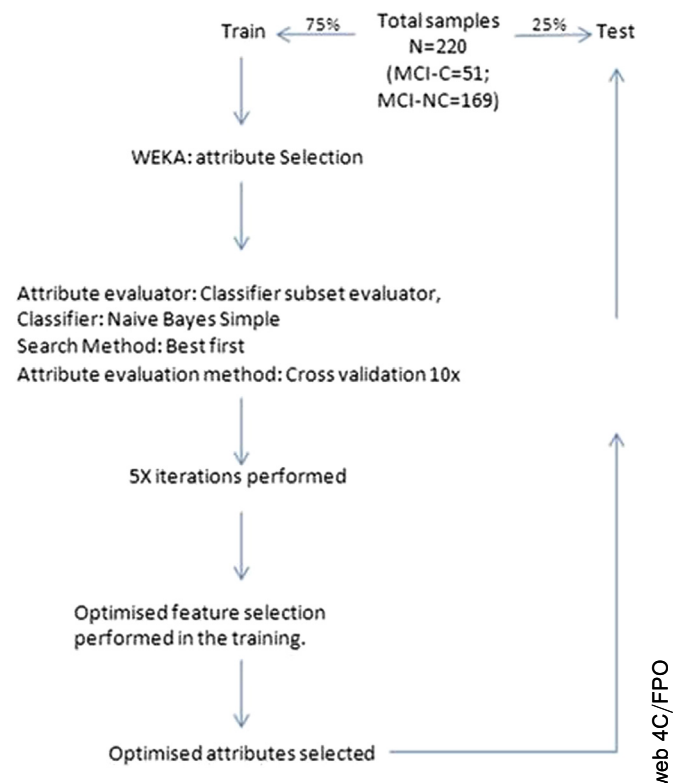 Train
75%
Total samples
N=220
(MCI-C=51;
MCI-NC=169)
25%
Test
WEKA: attribute Selection
Attribute evaluator: Classifier subset evaluator,
Classifier: Naive Bayes Simple
Search Method: Best first
Attribute evaluation method: Cross validation 10x
5X iterations performed
Optimised feature selection
performed in the training.
Optimised attributes selected
web 4C/FPO